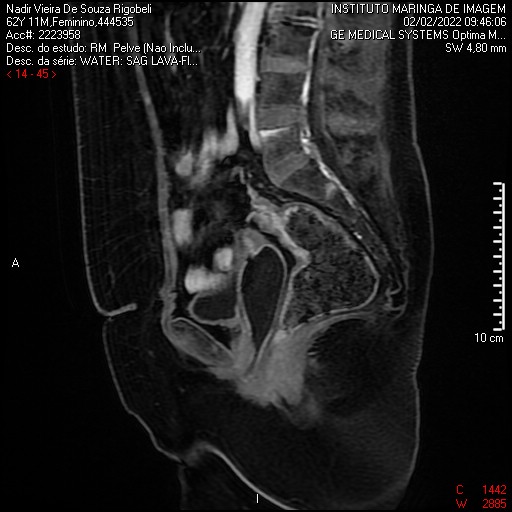 Nadir Vieira De Souza Rigobeli
62Y 11M,Feminino,444535
Acc#: 2223958
Desc. do estudo: RM  Pelve (Nao Inclu...
Desc. da série: WATER: SAG LAVA-Fl...
< 14 - 45 >
INSTITUTO MARINGA DE IMAGEM
02/02/2022 09:46:06
GE MEDICAL SYSTEMS Optima M...
SW 4,80 mm
A
10 cm
I
C 1442
W 2885